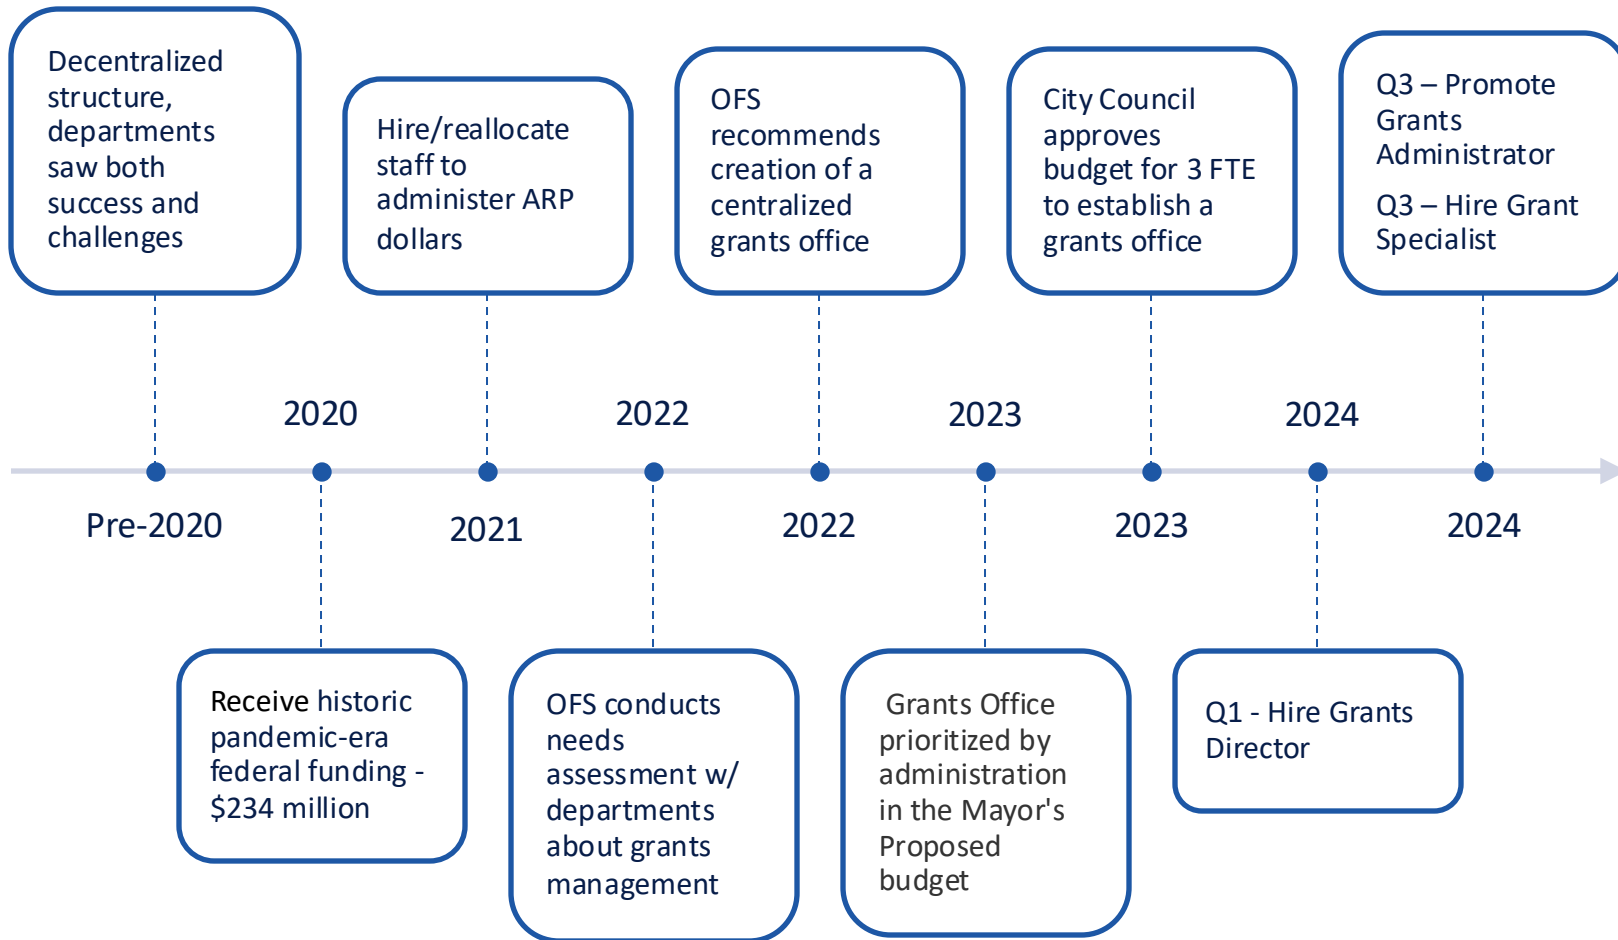 Decentralized
structure,
departments
saw both
success and
challenges
Hire/reallocate
staff to
administer ARP
dollars
OFS
recommends
creation of a
centralized
grants office
City Council
approves
budget for 3 FTE
to establish a
grants office
Q3 – Promote
Grants
Administrator
Q3 – Hire Grant
Specialist
2020
2022
2023
2024
Pre-2020
2021
2022
2023
2024
Receive historic
pandemic-era
federal funding -
$234 million
OFS conducts
needs
assessment w/
departments
about grants
management
Grants Office
prioritized by
administration
in the Mayor's
Proposed
budget
Q1 - Hire Grants
Director